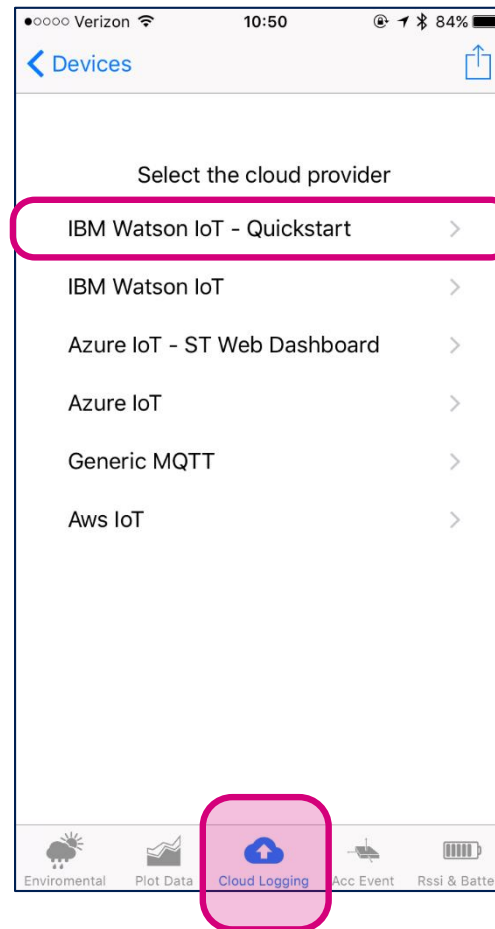 Verizon 10:50 84%
Devices
Select the cloud provider
IBM Watson IoT - Quickstart
IBM Watson IoT
Azure IoT - ST Web Dashboard
Azure IoT
Generic MQTT
Aws IoT
Enviromental Plot Data Cloud Logging Acc Event Rssi & Batte